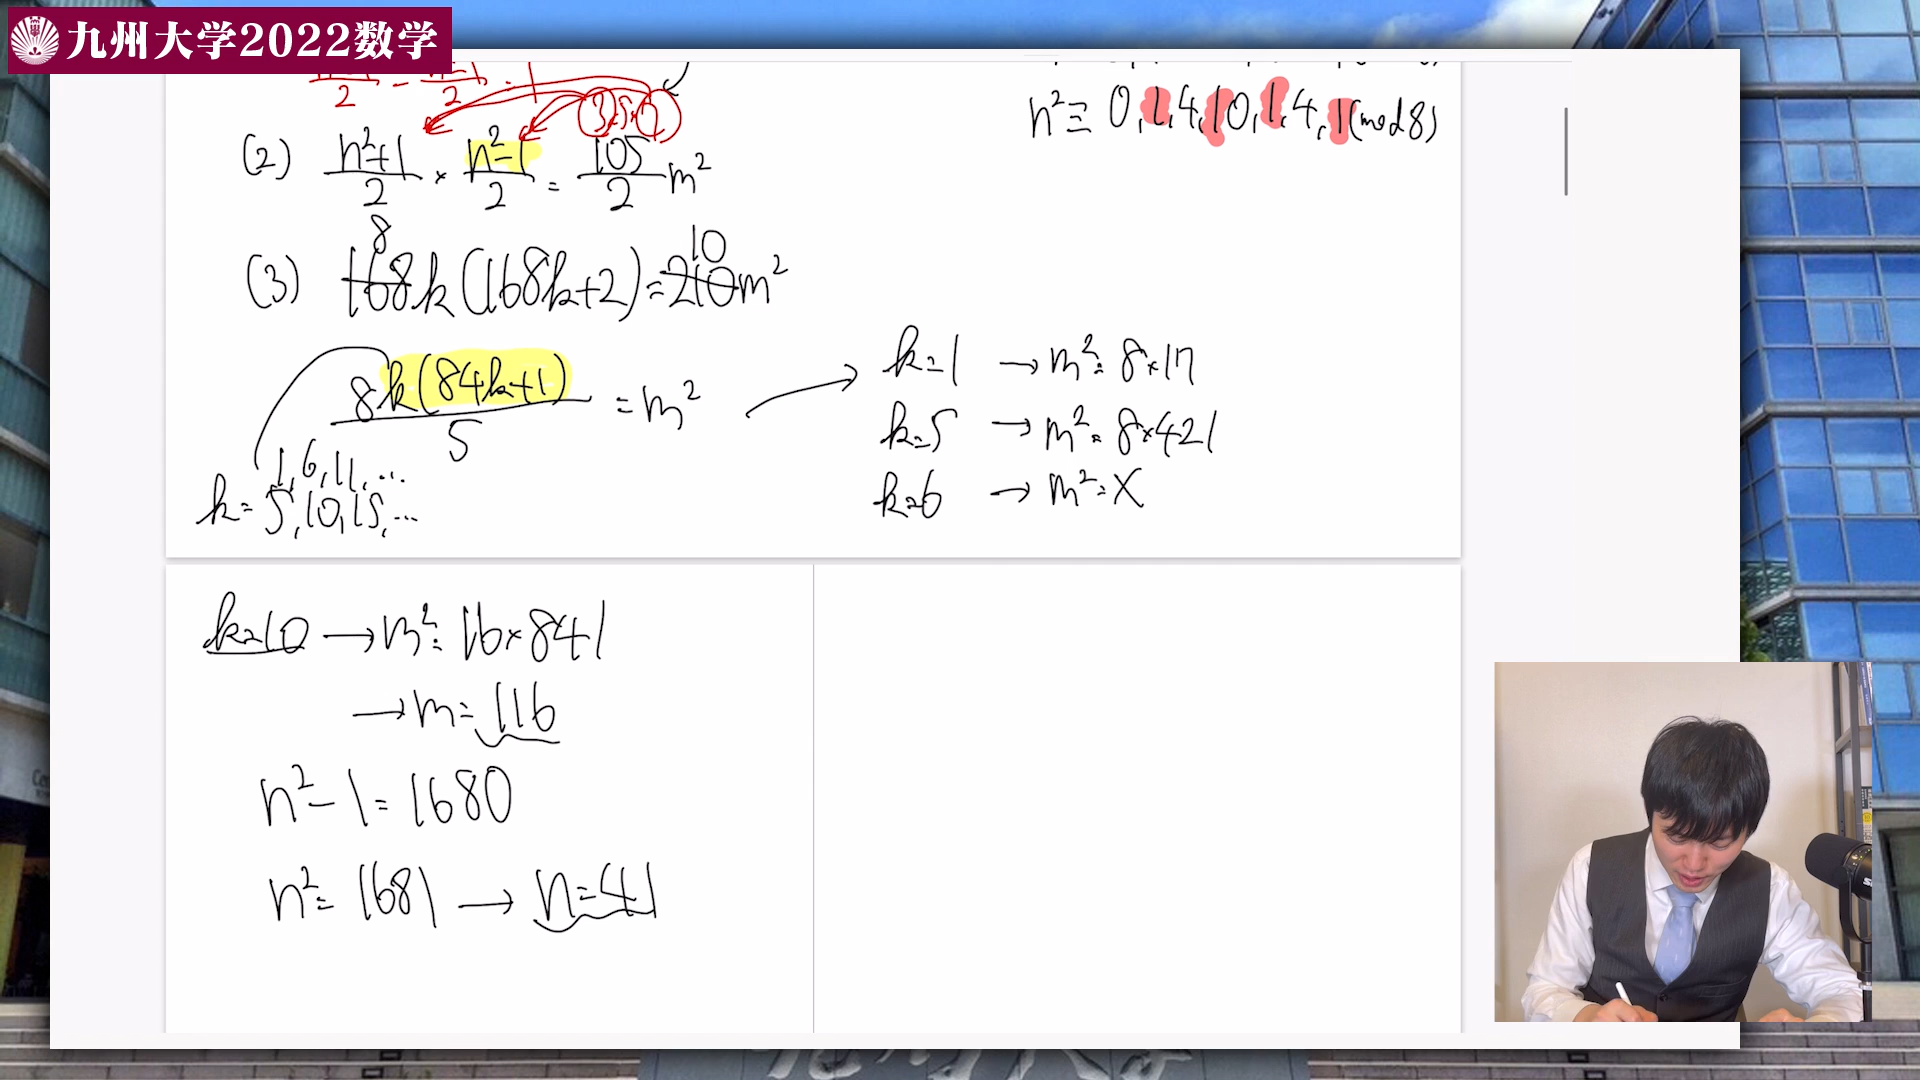 九州大学2022数学
n²≡ 0,1,4,10,1,4,1(mod8)
(2) n²+1/2 × n²-1/2 = 105/2 m²
8 10
(3) 168k(168k+2)=210m²
8k(84k+1)/5 = m²
k=1 → m²=8×17
k=5 → m²=8×421
k=6 → m²=X
1,6,11,...
k=5,10,15,...
k=10 → m²=16×841
→ m=116
n²-1=1680
n²=1681 → n=41